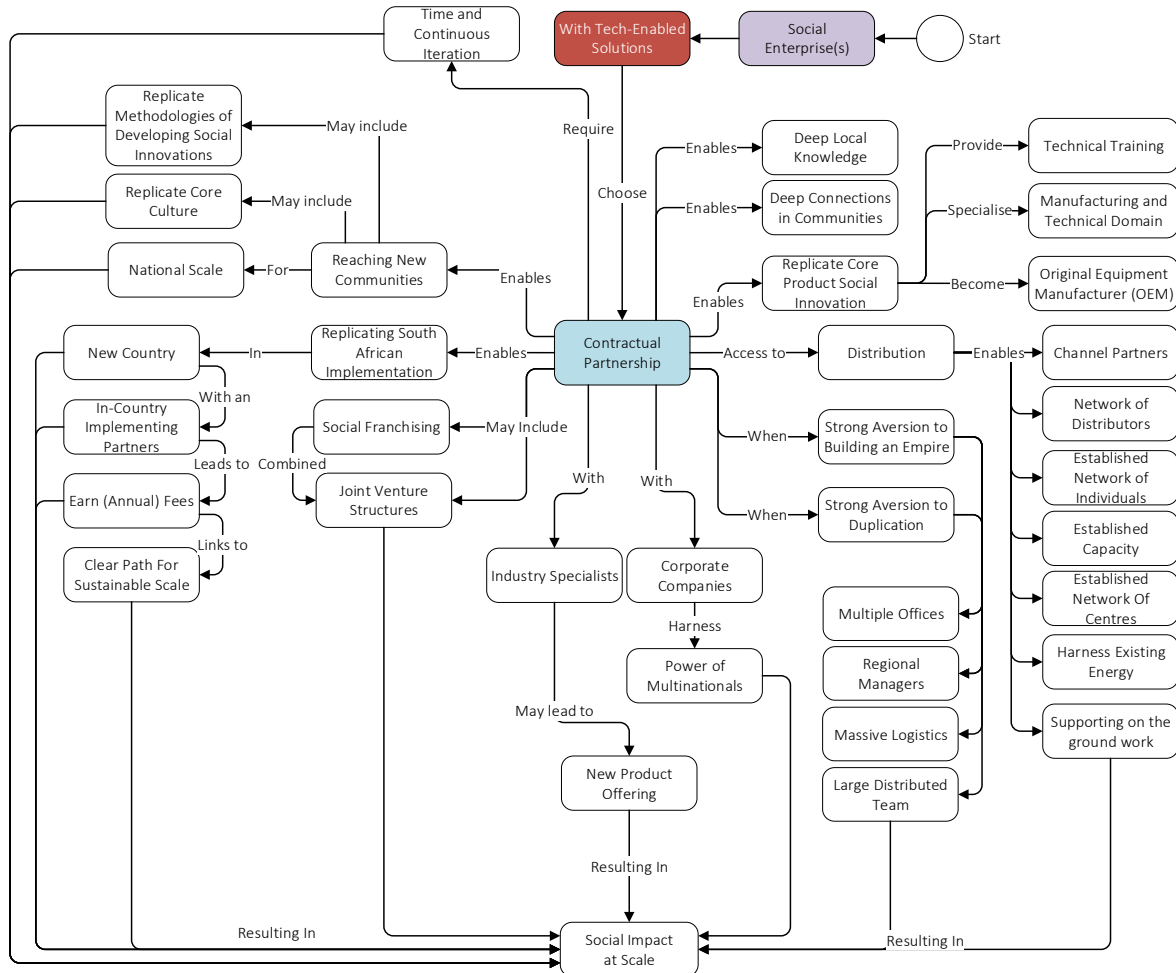 Time and
Continuous
Iteration
With Tech-Enabled
Solutions
Social
Enterprise(s)
Start
Replicate
Methodologies of
Developing Social
Innovations
May include
Require
Choose
Enables
Deep Local
Knowledge
Provide
Technical Training
Replicate Core
Culture
May include
Enables
Deep Connections
in Communities
Specialise
Manufacturing and
Technical Domain
National Scale
For
Reaching New
Communities
Enables
Enables
Replicate Core
Product Social
Innovation
Become
Original Equipment
Manufacturer (OEM)
New Country
In
Replicating South
African
Implementation
Enables
Contractual
Partnership
Access to
Distribution
Enables
Channel Partners
With an
In-Country
Implementing
Partners
Social Franchising
May Include
When
Strong Aversion to
Building an Empire
Network of
Distributors
Leads to
Combined
Established
Network of
Individuals
Earn (Annual) Fees
Joint Venture
Structures
With
With
When
Strong Aversion to
Duplication
Established
Capacity
Links to
Clear Path For
Sustainable Scale
Industry Specialists
Corporate
Companies
Established
Network Of
Centres
Multiple Offices
Harness
Harness Existing
Energy
Power of
Multinationals
Regional
Managers
May lead to
Massive Logistics
Supporting on the
ground work
New Product
Offering
Large Distributed
Team
Resulting In
Resulting In
Social Impact
at Scale
Resulting In